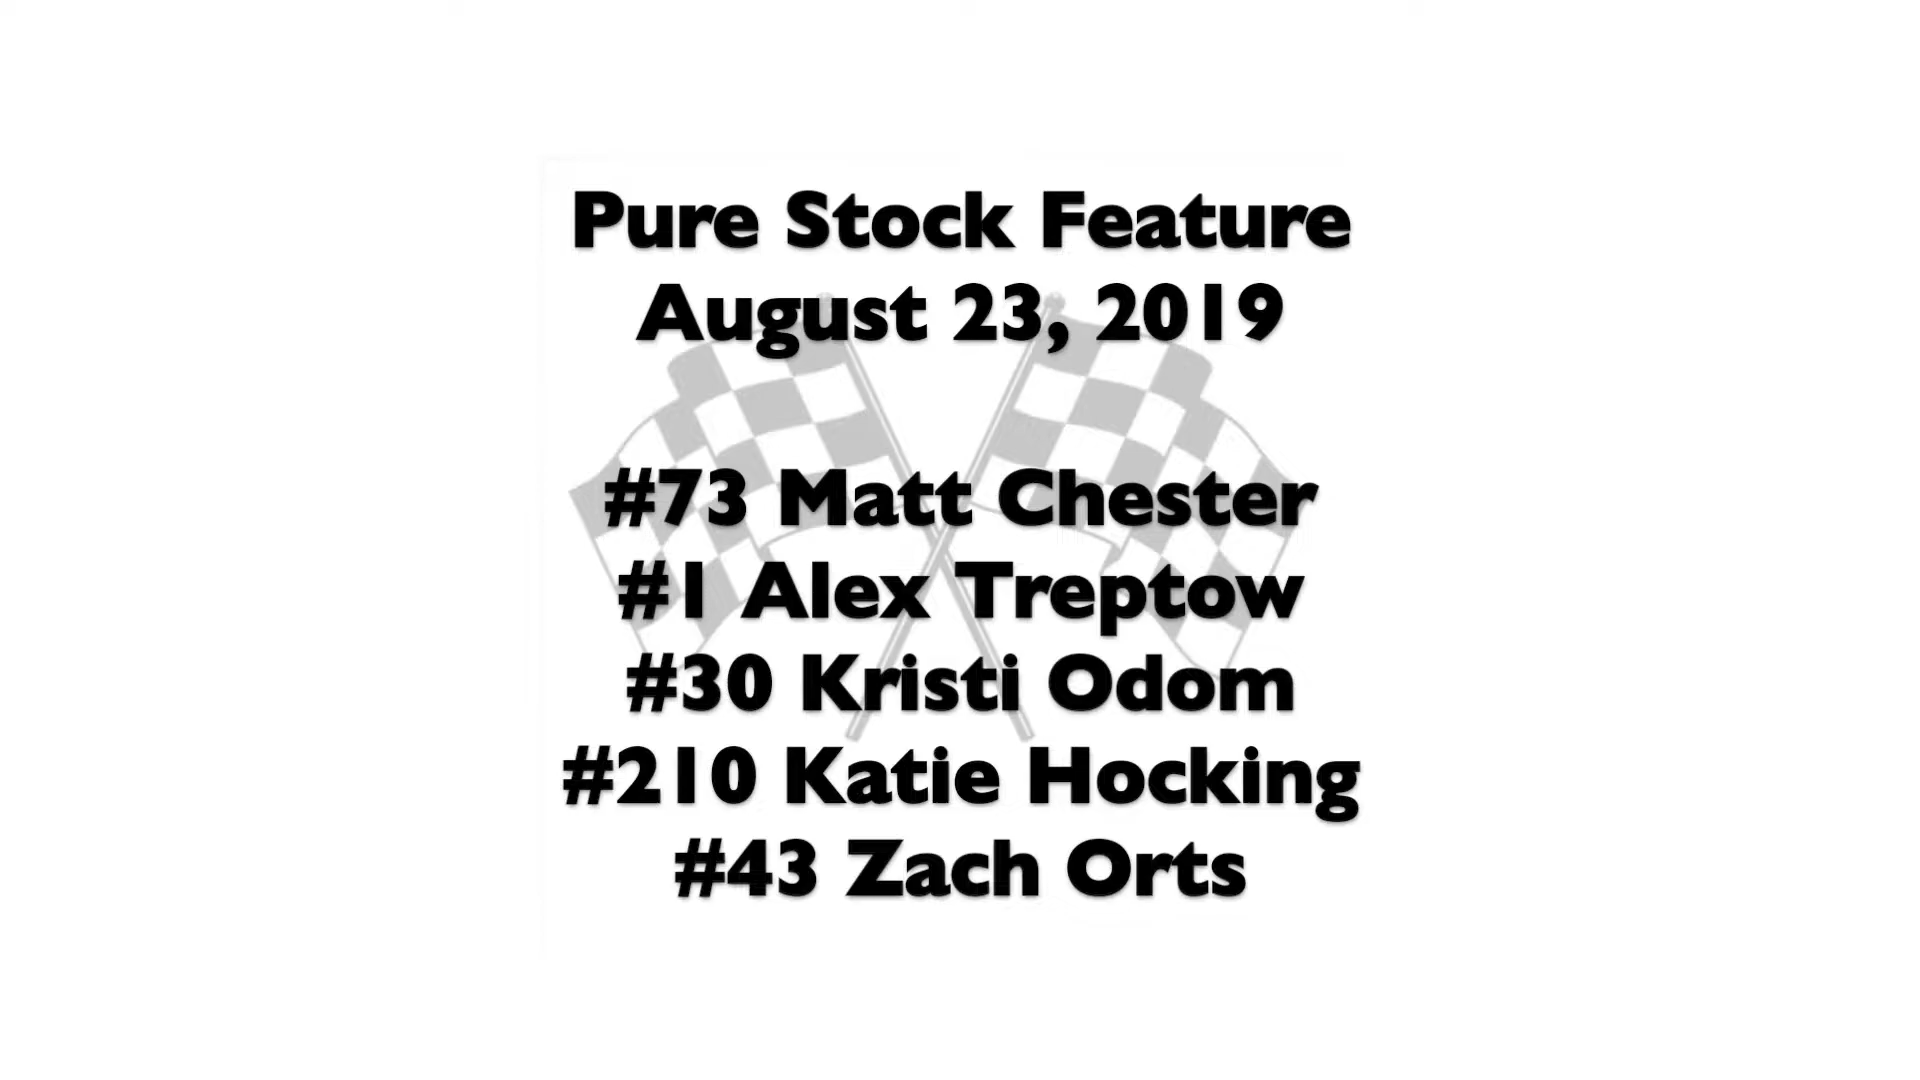 Pure Stock Feature
August 23, 2019
#73 Matt Chester
#1 Alex Treptow
#30 Kristi Odom
#210 Katie Hocking
#43 Zach Orts